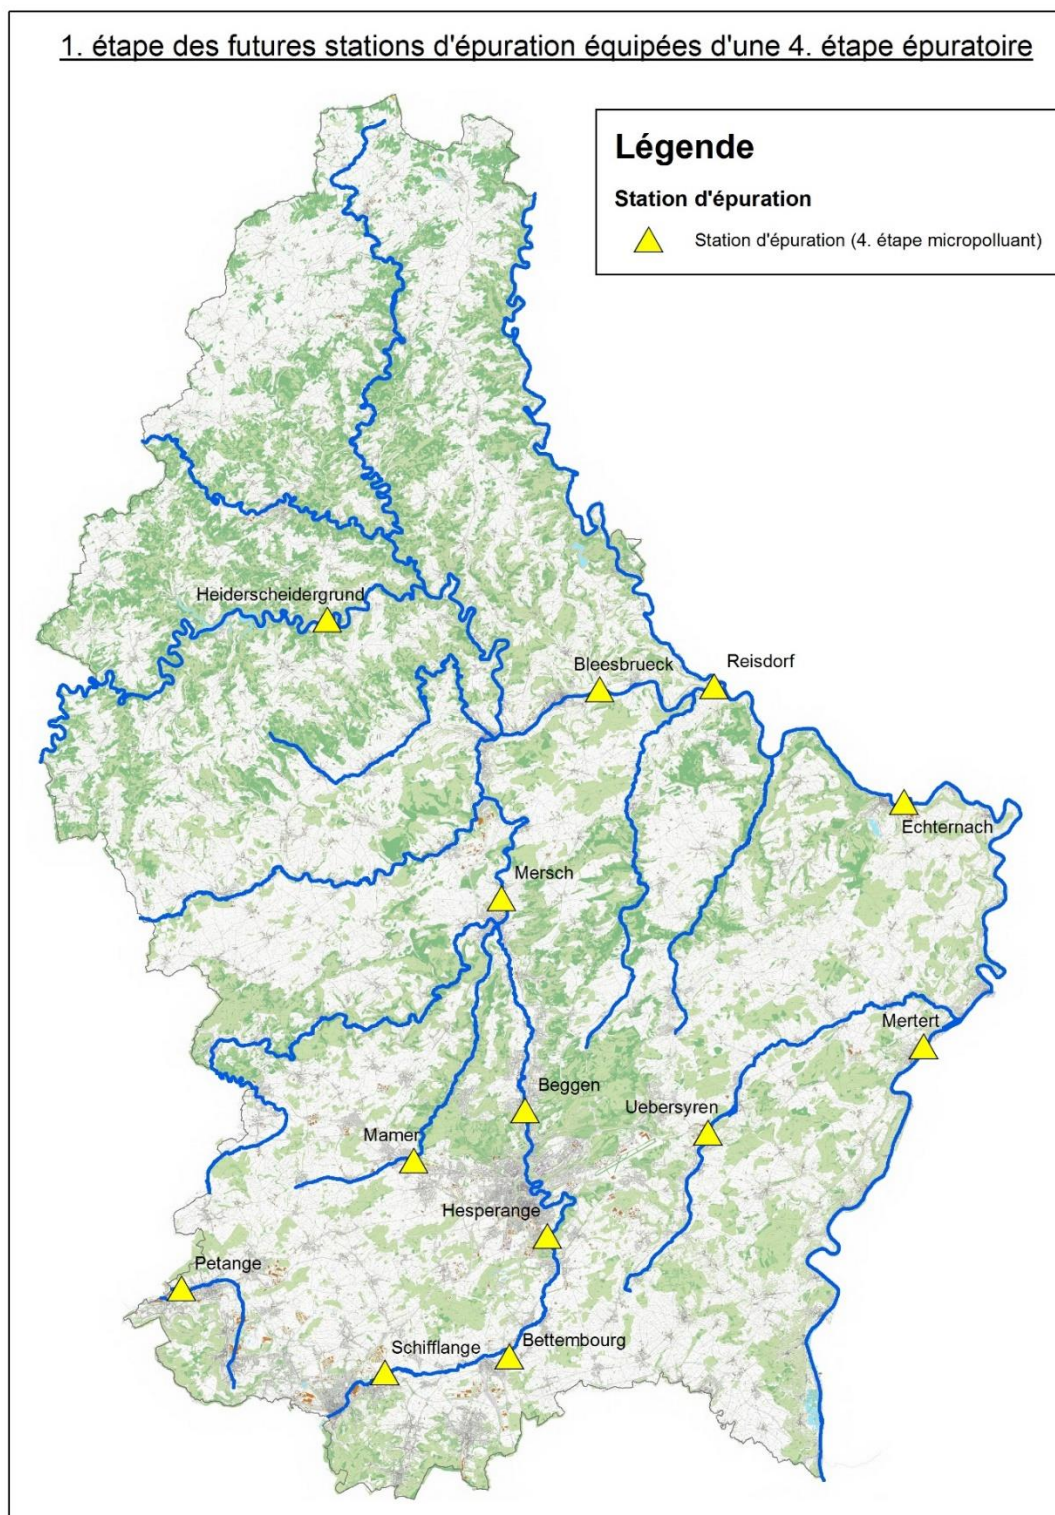 1. étape des futures stations d'épuration équipées d'une 4. étape épuratoire
Légende
Station d'épuration
Station d'épuration (4. étape micropolluant)
Heiderscheidergrund
Bleesbrueck
Reisdorf
Echternach
Mersch
Mertert
Beggen
Uebersyren
Mamer
Hesperange
Petange
Schifflange
Bettembourg